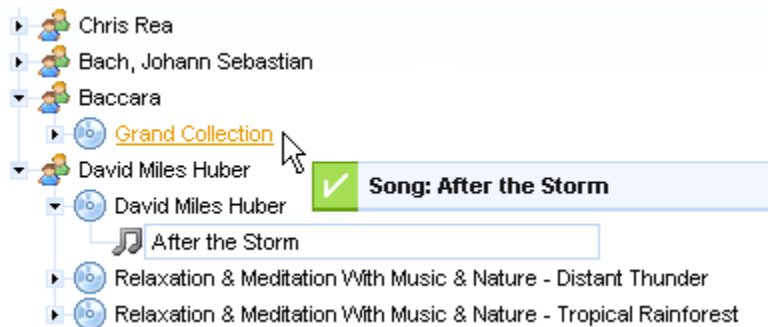 Chris Rea
Bach, Johann Sebastian
Baccara
Grand Collection
David Miles Huber
Song: After the Storm
David Miles Huber
After the Storm
Relaxation & Meditation With Music & Nature - Distant Thunder
Relaxation & Meditation With Music & Nature - Tropical Rainforest